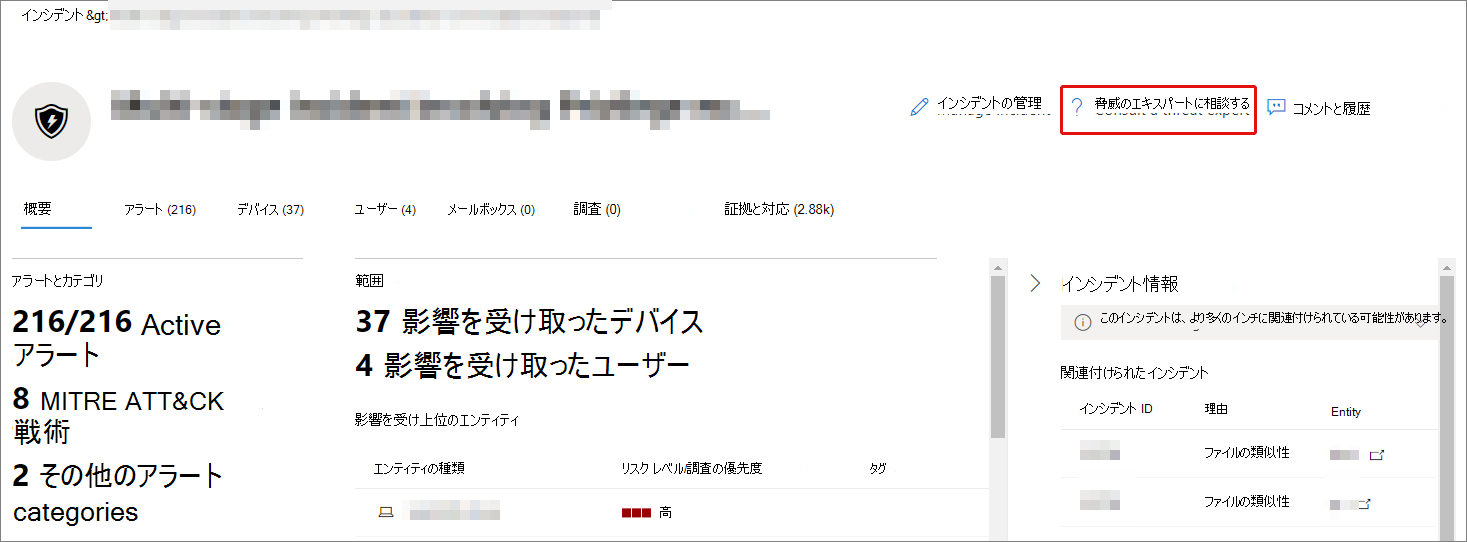 インシデント &gt;
インシデントの管理
脅威のエキスパートに相談する
コメントと履歴
概要
アラート (216)
デバイス (37)
ユーザー (4)
メールボックス (0)
調査 (0)
証拠と対応 (2.88k)
アラートとカテゴリ
216/216 Active
アラート
8 MITRE ATT&CK
戦術
2 その他のアラート
categories
範囲
37 影響を受け取ったデバイス
4 影響を受け取ったユーザー
影響を受け上位のエンティティ
エンティティの種類 リスク レベル/調査の優先度 タグ
高
インシデント情報
このインシデントは、より多くのインチに関連付けられている可能性があります。
関連付けられたインシデント
インシデント ID 理由 Entity
ファイルの類似性
ファイルの類似性